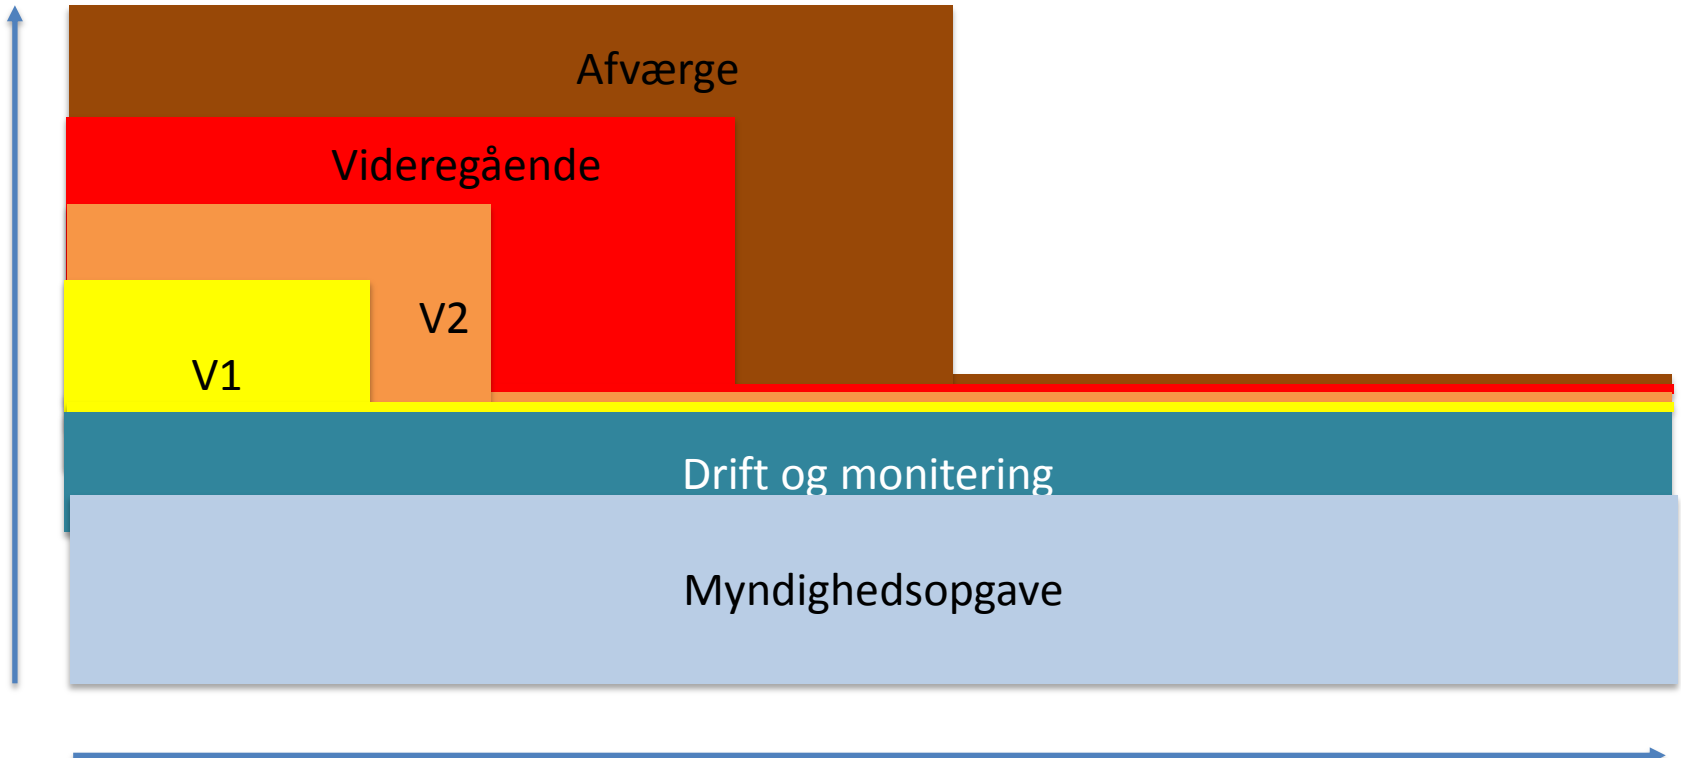 Afværge
Videregående
V2
V1
Drift og monitering
Myndighedsopgave